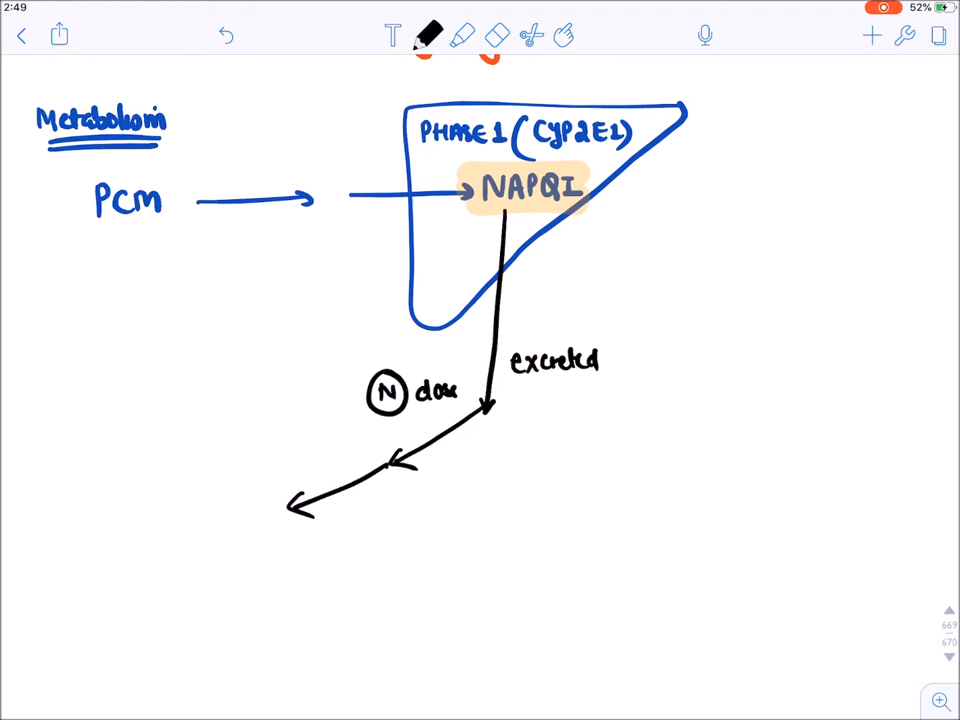 2:49
52%
T
Metabolism
PHASE 1 (CYP2E1)
PCM
NAPQI
excreted
N dose
669
670